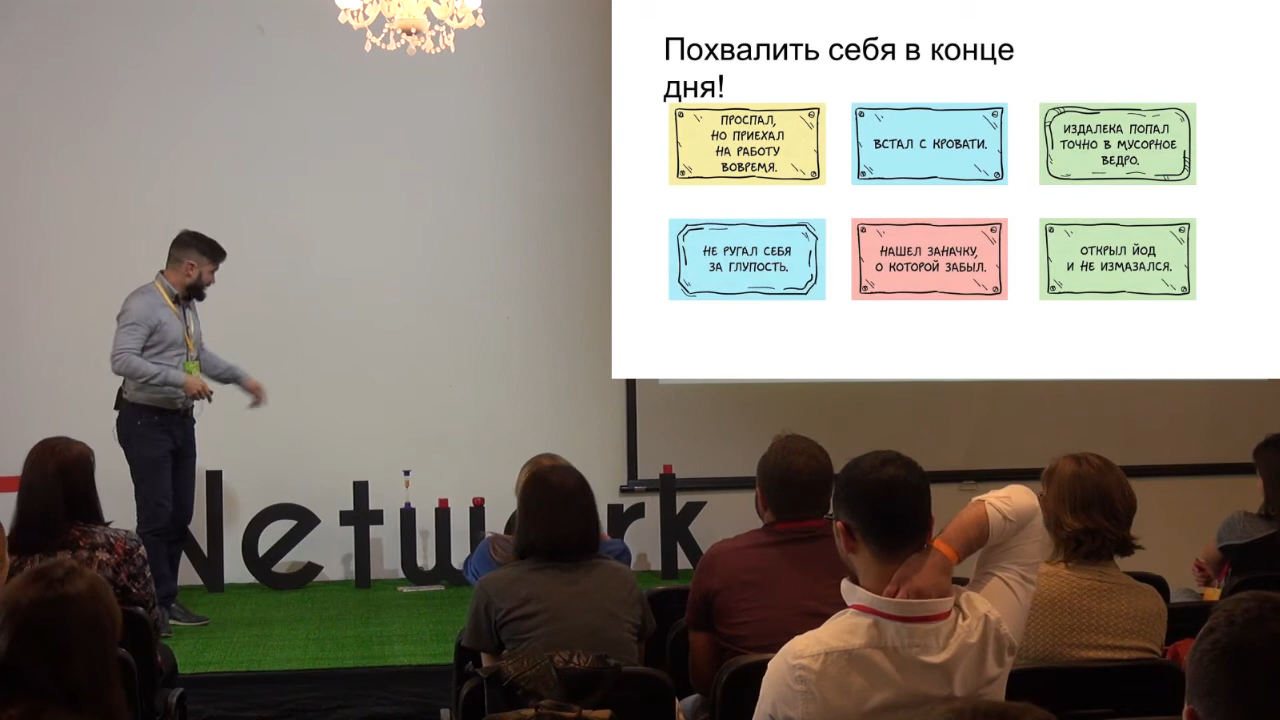 Похвалить себя в конце
дня!
ПРОСПАЛ,
НО ПРИЕХАЛ
НА РАБОТУ
ВОВРЕМЯ.
ВСТАЛ С КРОВАТИ.
ИЗДАЛЕКА ПОПАЛ
ТОЧНО В МУСОРНОЕ
ВЕДРО.
НЕ РУГАЛ СЕБЯ
ЗА ГЛУПОСТЬ.
НАШЕЛ ЗАНАЧКУ,
О КОТОРОЙ ЗАБЫЛ.
ОТКРЫЛ ЙОД
И НЕ ИЗМАЗАЛСЯ.
Network